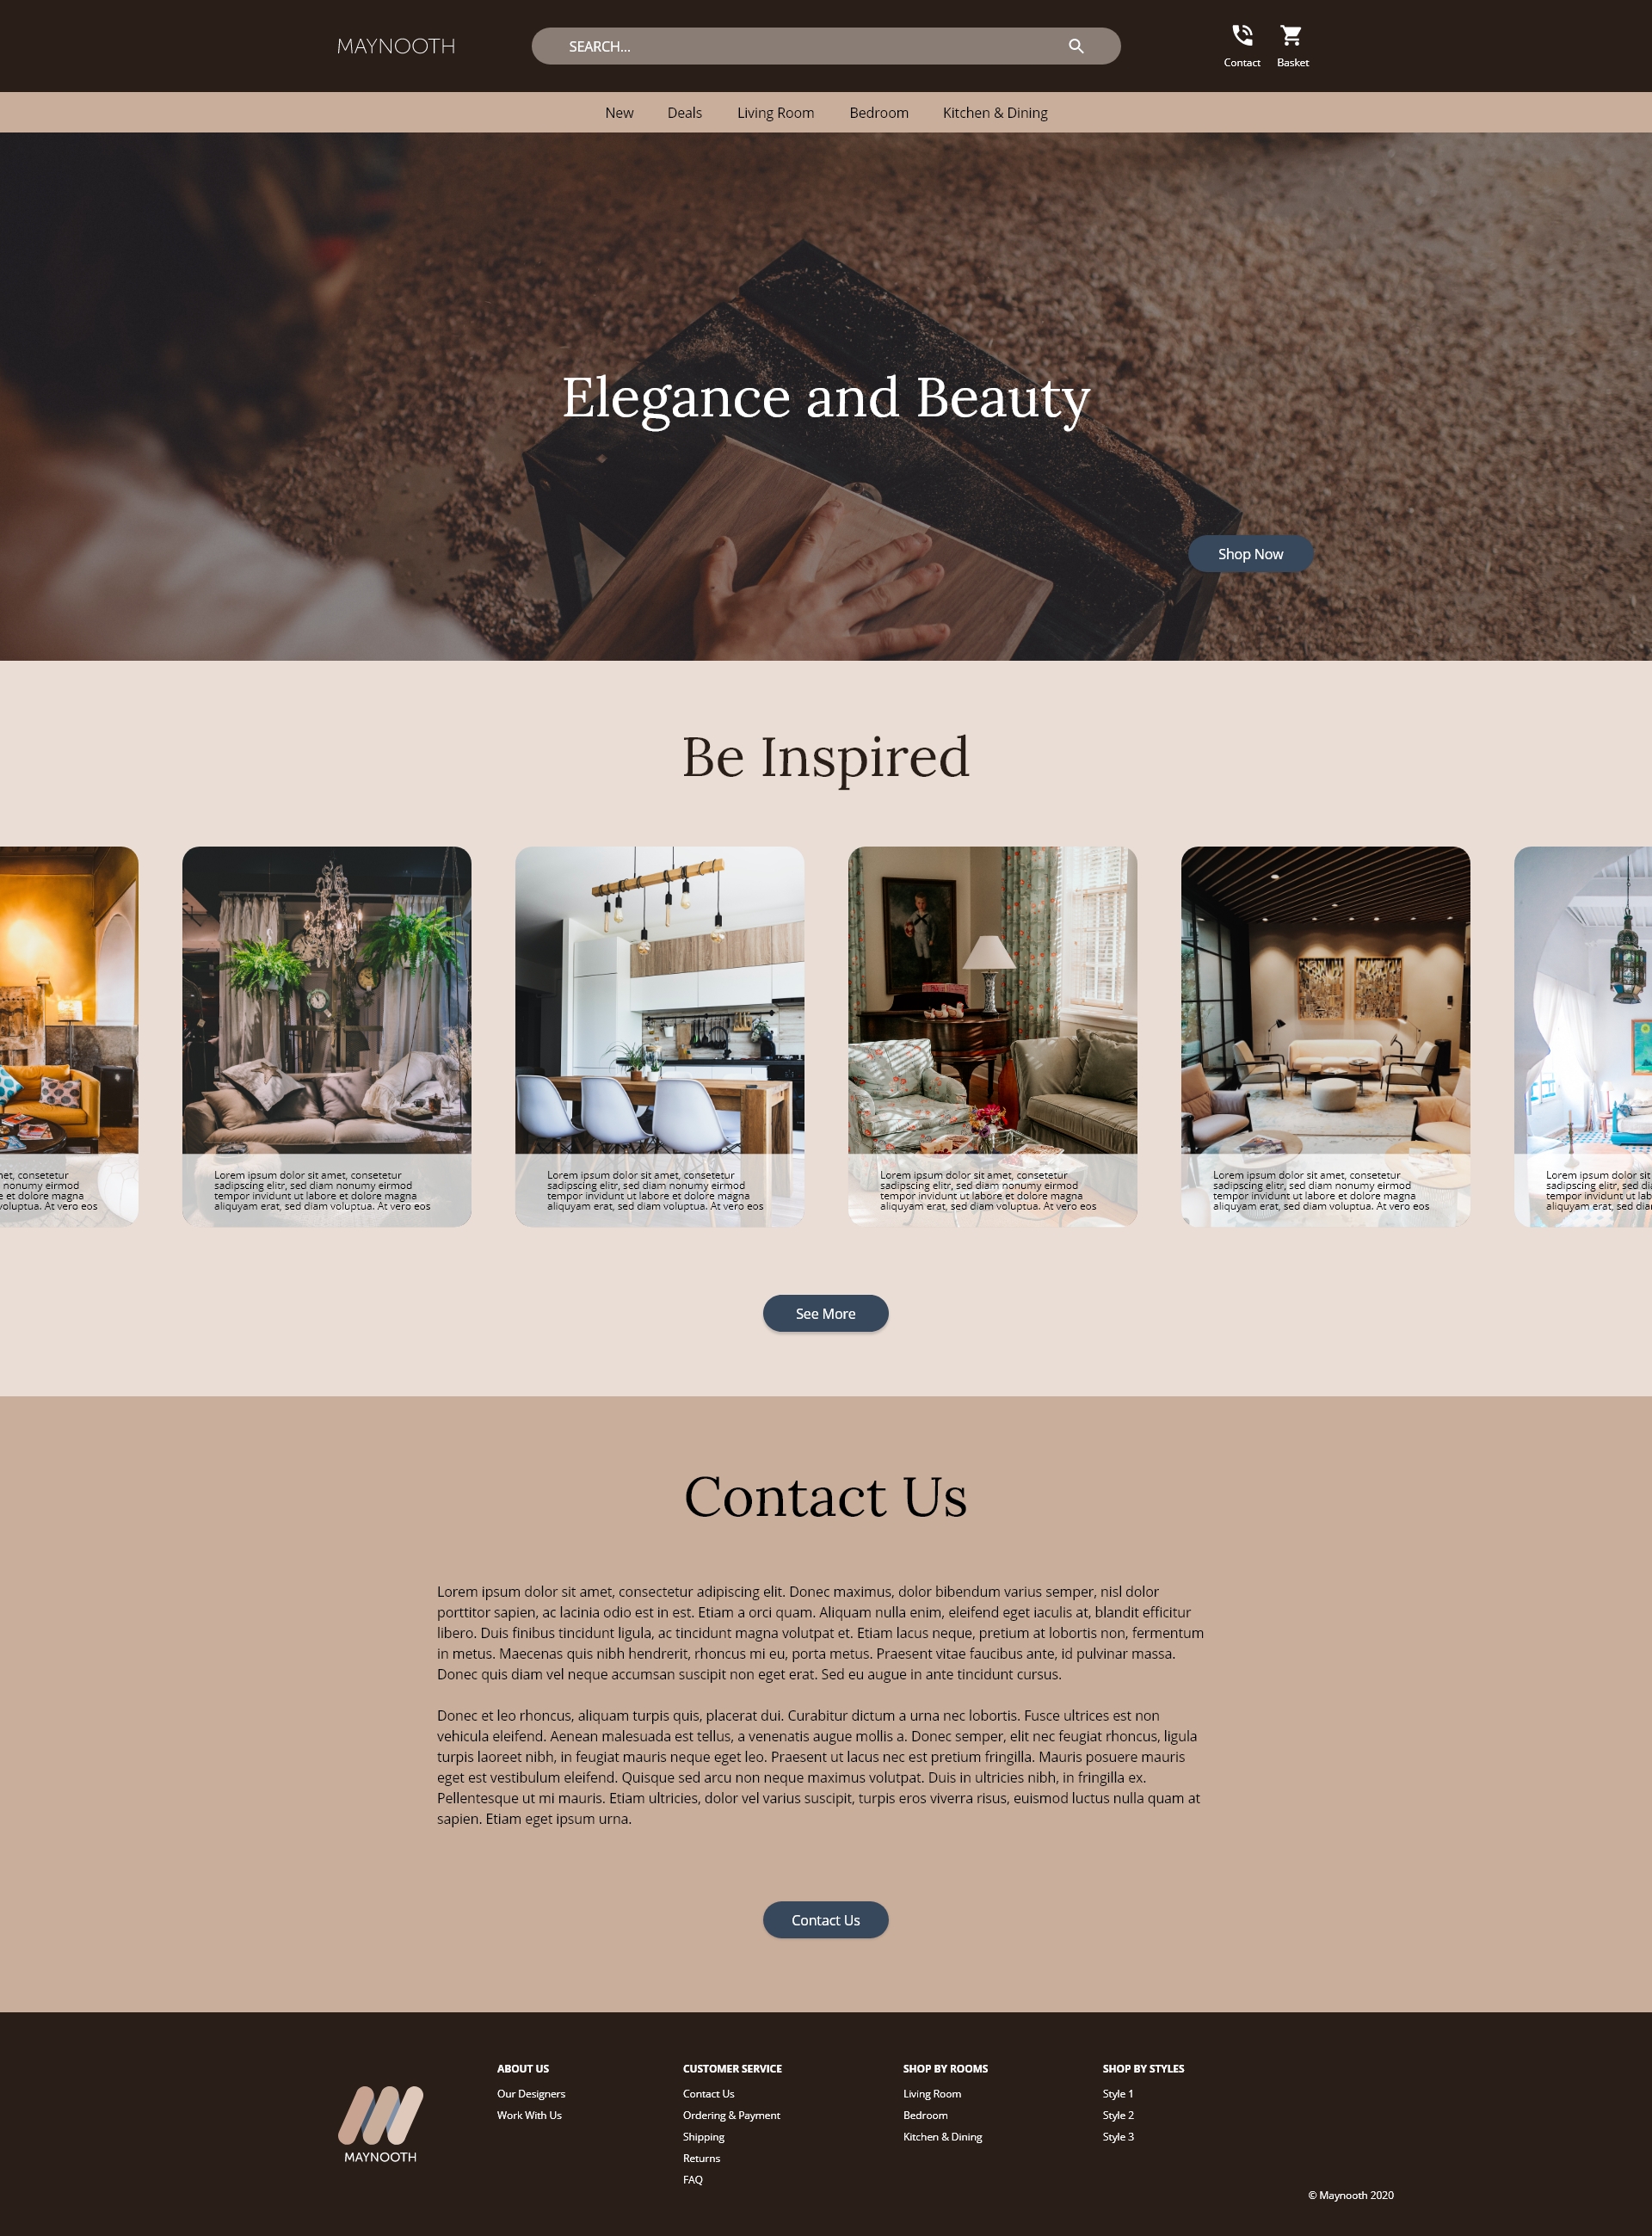 MAYNOOTH
SEARCH...
Contact
Basket
New
Deals
Living Room
Bedroom
Kitchen & Dining
Elegance and Beauty
Shop Now
Be Inspired
consetetur
nonumy eirmod
et dolore magna
At vero eos
Lorem ipsum dolor sit amet, consetetur
sadipscing elitr, sed diam nonumy eirmod
tempor invidunt ut labore et dolore magna
aliquyam erat, sed diam voluptua. At vero eos
Lorem ipsum dolor sit amet, consetetur
sadipscing elitr, sed diam nonumy eirmod
tempor invidunt ut labore et dolore magna
aliquyam erat, sed diam voluptua. At vero eos
Lorem ipsum dolor sit amet, consetetur
sadipscing elitr, sed diam nonumy eirmod
tempor invidunt ut labore et dolore magna
aliquyam erat, sed diam voluptua. At vero eos
Lorem ipsum dolor sit amet, consetetur
sadipscing elitr, sed diam nonumy eirmod
tempor invidunt ut labore et dolore magna
aliquyam erat, sed diam voluptua. At vero eos
Lorem ipsum dolor sit
sadipscing elitr, sed
tempor invidunt ut
aliquyam erat, sed
See More
Contact Us
Lorem ipsum dolor sit amet, consectetur adipiscing elit. Donec maximus, dolor bibendum varius semper, nisl dolor
porttitor sapien, ac lacinia odio est in est. Etiam a orci quam. Aliquam nulla enim, eleifend eget iaculis at, blandit efficitur
libero. Duis finibus tincidunt ligula, ac tincidunt magna volutpat et. Etiam lacus neque, pretium at lobortis non, fermentum
in metus. Maecenas quis nibh hendrerit, rhoncus mi eu, porta metus. Praesent vitae faucibus ante, id pulvinar massa.
Donec quis diam vel neque accumsan suscipit non eget erat. Sed eu augue in ante tincidunt cursus.
Donec et leo rhoncus, aliquam turpis quis, placerat dui. Curabitur dictum a urna nec lobortis. Fusce ultrices est non
vehicula eleifend. Aenean malesuada est tellus, a venenatis augue mollis a. Donec semper, elit nec feugiat rhoncus, ligula
turpis laoreet nibh, in feugiat mauris neque eget leo. Praesent ut lacus nec est pretium fringilla. Mauris posuere mauris
eget est vestibulum eleifend. Quisque sed arcu non neque maximus volutpat. Duis in ultricies nibh, in fringilla ex.
Pellentesque ut mi mauris. Etiam ultricies, dolor vel varius suscipit, turpis eros viverra risus, euismod luctus nulla quam at
sapien. Etiam eget ipsum urna.
Contact Us
MAYNOOTH
ABOUT US
Our Designers
Work With Us
CUSTOMER SERVICE
Contact Us
Ordering & Payment
Shipping
Returns
FAQ
SHOP BY ROOMS
Living Room
Bedroom
Kitchen & Dining
SHOP BY STYLES
Style 1
Style 2
Style 3
© Maynooth 2020